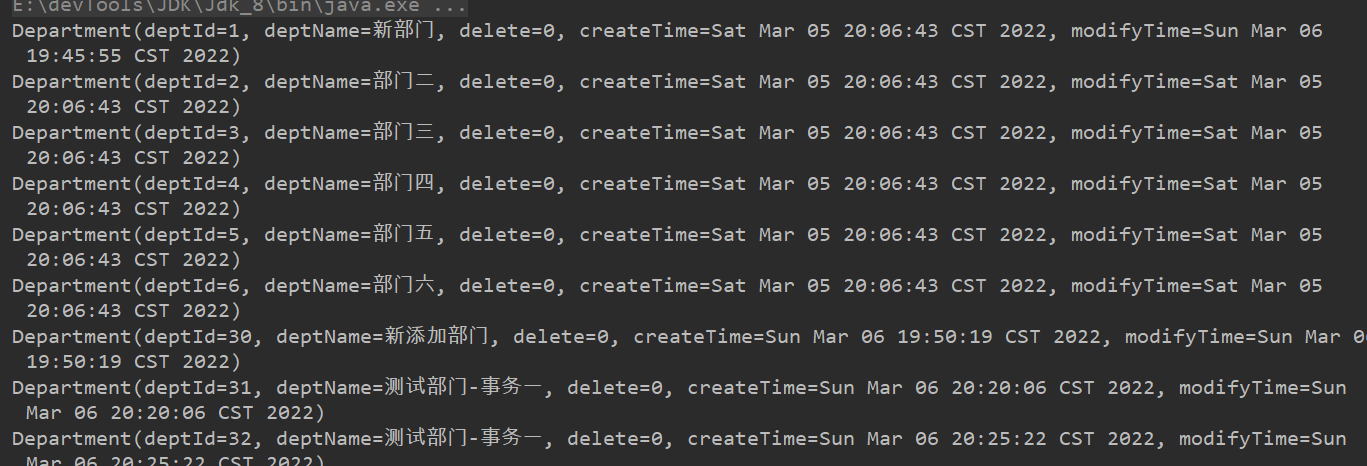 E:\devTools\JDK\Jdk_8\bin\java.exe ...
Department(deptId=1, deptName=新部门, delete=0, createTime=Sat Mar 05 20:06:43 CST 2022, modifyTime=Sun Mar 06
19:45:55 CST 2022)
Department(deptId=2, deptName=部门二, delete=0, createTime=Sat Mar 05 20:06:43 CST 2022, modifyTime=Sat Mar 05
20:06:43 CST 2022)
Department(deptId=3, deptName=部门三, delete=0, createTime=Sat Mar 05 20:06:43 CST 2022, modifyTime=Sat Mar 05
20:06:43 CST 2022)
Department(deptId=4, deptName=部门四, delete=0, createTime=Sat Mar 05 20:06:43 CST 2022, modifyTime=Sat Mar 05
20:06:43 CST 2022)
Department(deptId=5, deptName=部门五, delete=0, createTime=Sat Mar 05 20:06:43 CST 2022, modifyTime=Sat Mar 05
20:06:43 CST 2022)
Department(deptId=6, deptName=部门六, delete=0, createTime=Sat Mar 05 20:06:43 CST 2022, modifyTime=Sat Mar 05
20:06:43 CST 2022)
Department(deptId=30, deptName=新添加部门, delete=0, createTime=Sun Mar 06 19:50:19 CST 2022, modifyTime=Sun Mar 06
19:50:19 CST 2022)
Department(deptId=31, deptName=测试部门-事务一, delete=0, createTime=Sun Mar 06 20:20:06 CST 2022, modifyTime=Sun
Mar 06 20:20:06 CST 2022)
Department(deptId=32, deptName=测试部门-事务一, delete=0, createTime=Sun Mar 06 20:25:22 CST 2022, modifyTime=Sun
Mar 06 20:25:22 CST 2022)